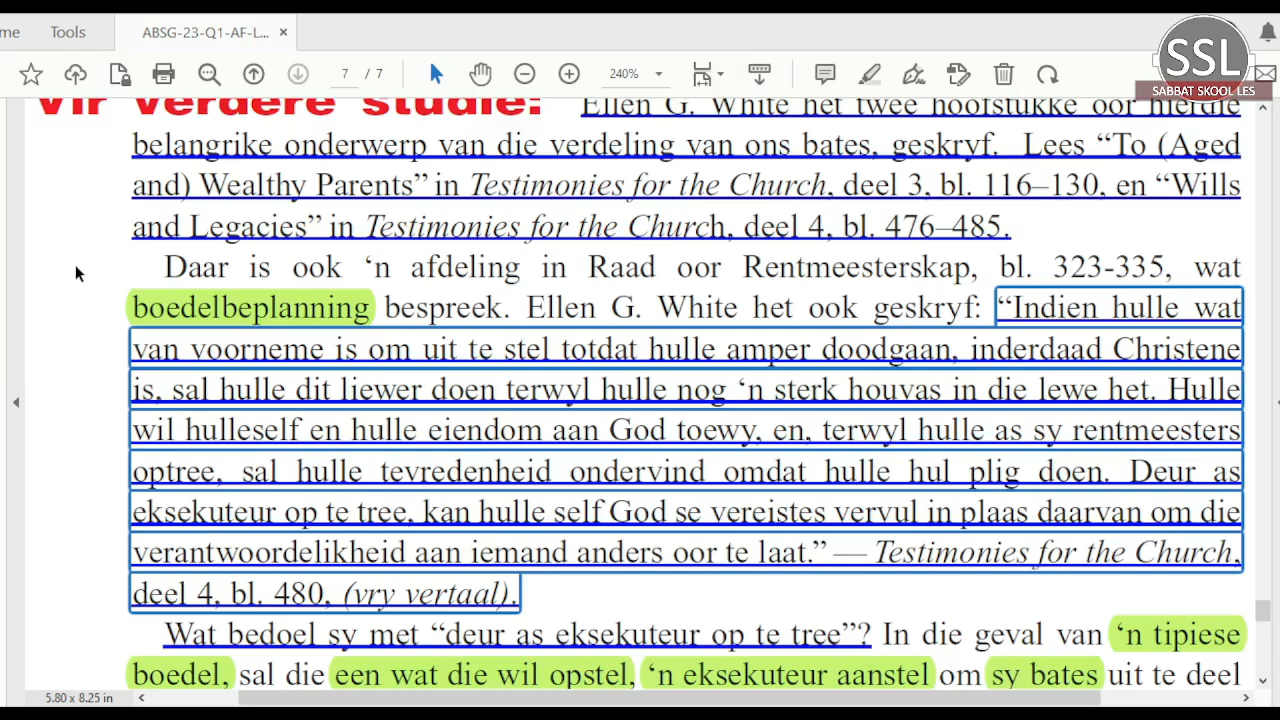 me Tools ABSG-23-Q1-AF-L... ×
7 / 7 240%
SSL
SABBAT SKOOL LES
Vir verdere studie: Ellen G. White het twee hoofstukke oor hierdie
belangrike onderwerp van die verdeling van ons bates, geskryf. Lees “To (Aged
and) Wealthy Parents” in Testimonies for the Church, deel 3, bl. 116–130, en “Wills
and Legacies” in Testimonies for the Church, deel 4, bl. 476–485.
Daar is ook ‘n afdeling in Raad oor Rentmeesterskap, bl. 323-335, wat
boedelbeplanning bespreek. Ellen G. White het ook geskryf: “Indien hulle wat
van voorneme is om uit te stel totdat hulle amper doodgaan, inderdaad Christene
is, sal hulle dit liewer doen terwyl hulle nog ‘n sterk houvas in die lewe het. Hulle
wil hulleself en hulle eiendom aan God toewy, en, terwyl hulle as sy rentmeesters
optree, sal hulle tevredenheid ondervind omdat hulle hul plig doen. Deur as
eksekuteur op te tree, kan hulle self God se vereistes vervul in plaas daarvan om die
verantwoordelikheid aan iemand anders oor te laat.” — Testimonies for the Church,
deel 4, bl. 480, (vry vertaal).
Wat bedoel sy met “deur as eksekuteur op te tree”? In die geval van ‘n tipiese
boedel, sal die een wat die wil opstel, ‘n eksekuteur aanstel om sy bates uit te deel
5.80 x 8.25 in